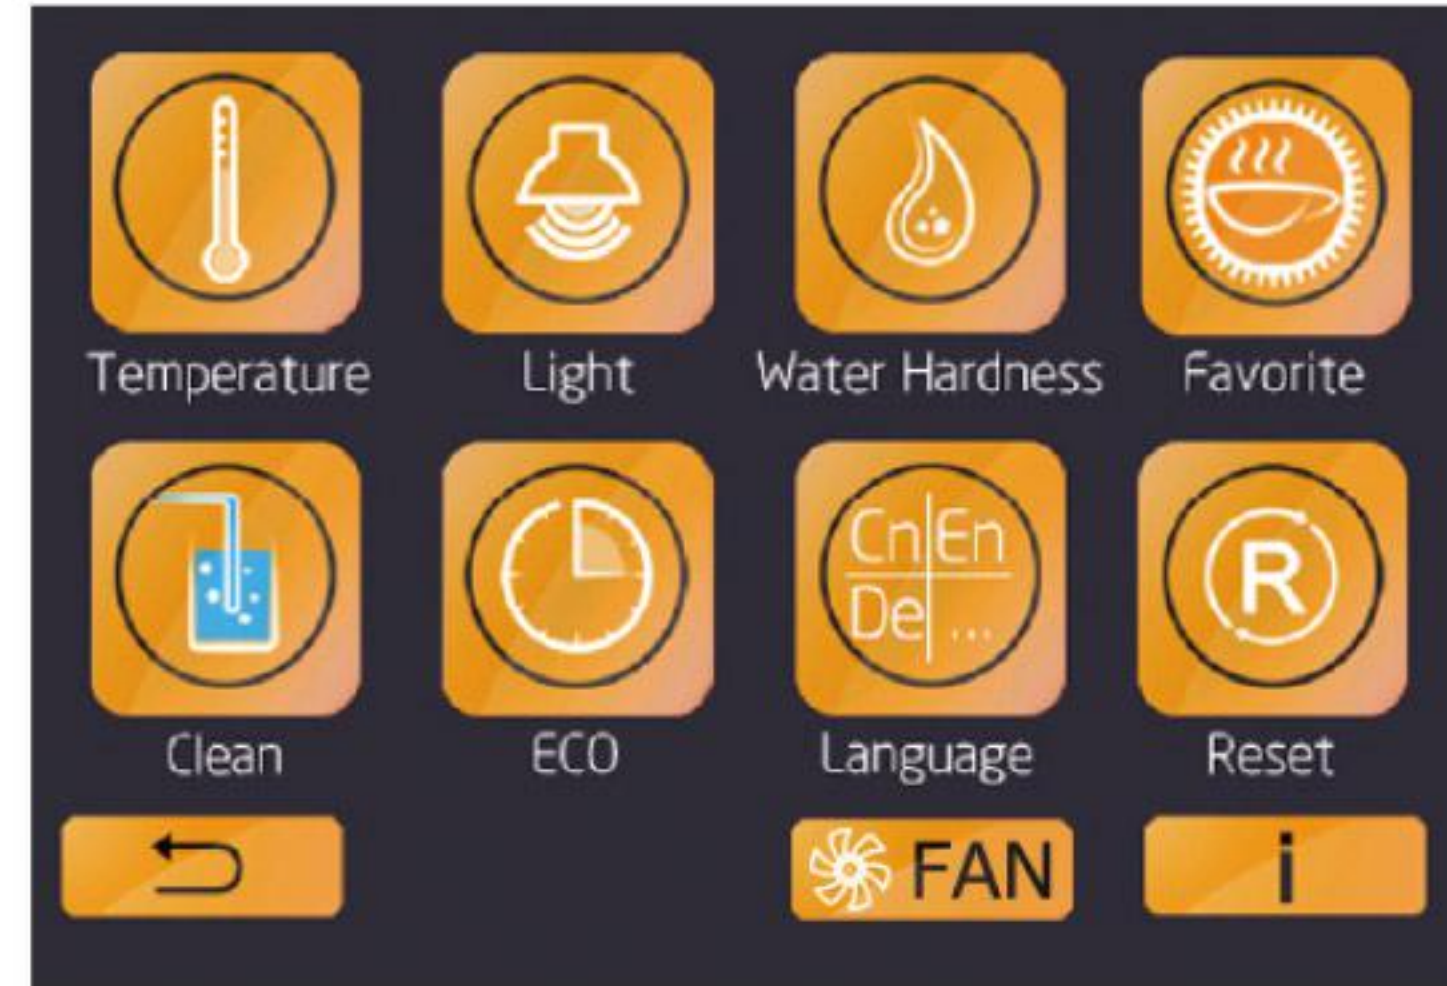 Temperature
Light
Water Hardness
Favorite
Cn En
De ...
R
Clean
ECO
Language
Reset
FAN
i